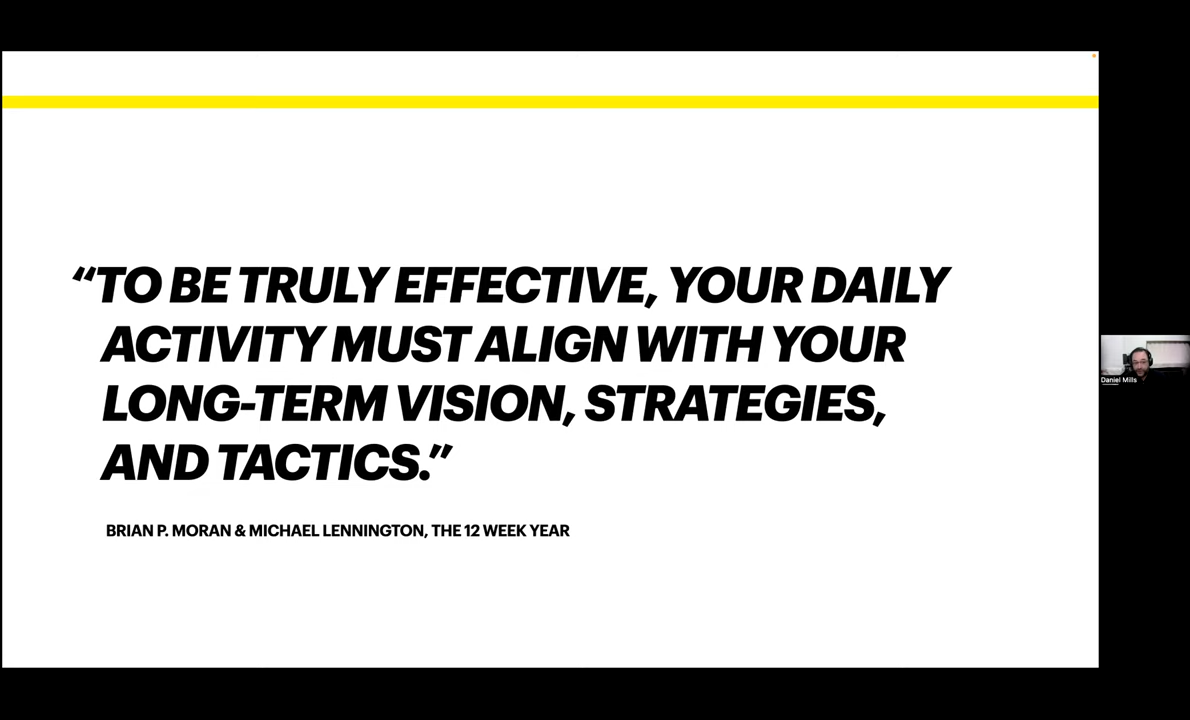 “TO BE TRULY EFFECTIVE, YOUR DAILY
ACTIVITY MUST ALIGN WITH YOUR
LONG-TERM VISION, STRATEGIES,
AND TACTICS.”
BRIAN P. MORAN & MICHAEL LENNINGTON, THE 12 WEEK YEAR
Daniel Mills